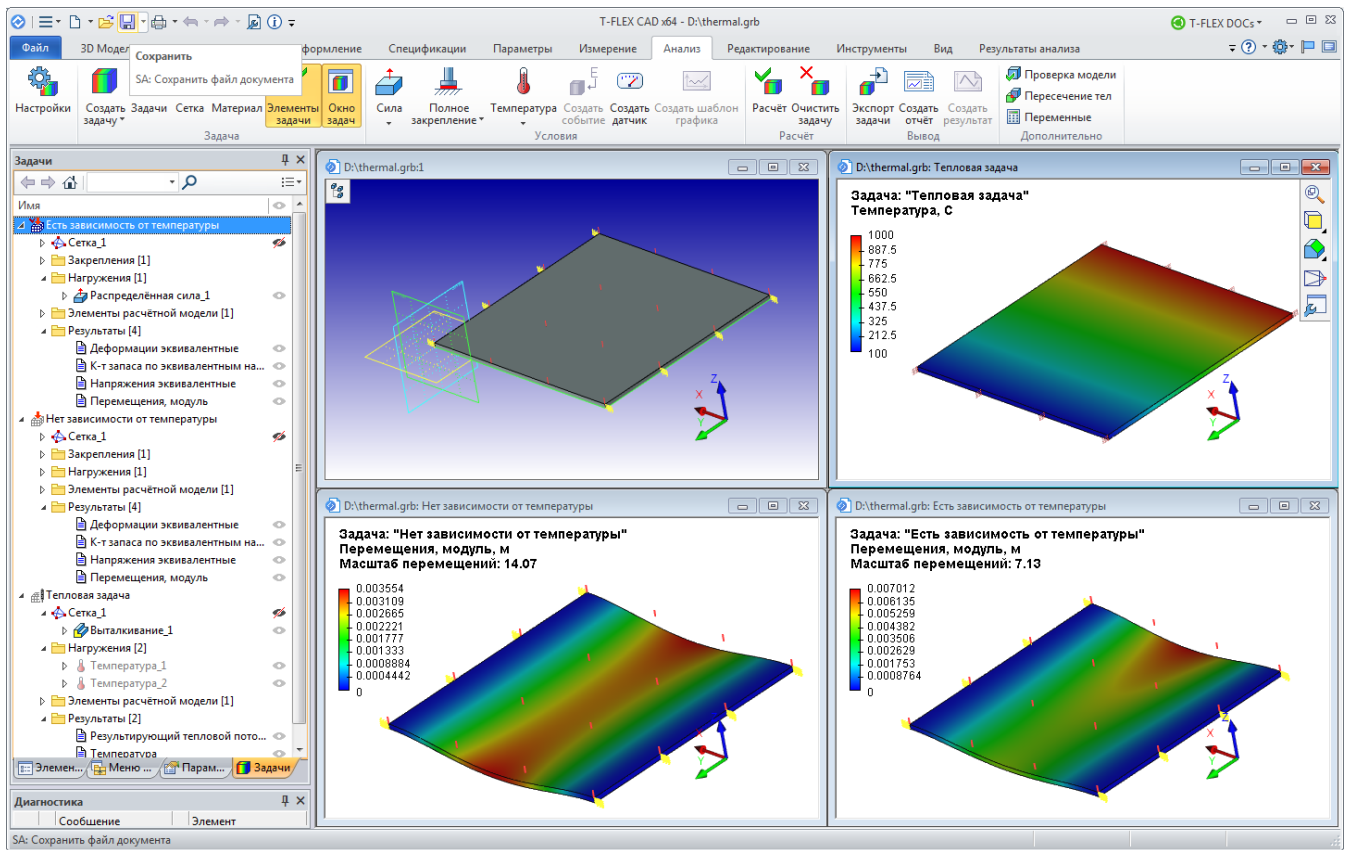 T-FLEX CAD x64 - D:\thermal.grb
T-FLEX DOCs
Файл
3D Модел
формление
Спецификации
Параметры
Измерение
Анализ
Редактирование
Инструменты
Вид
Результаты анализа
Сохранить
SA: Сохранить файл документа
Настройки
Создать задачу
Задачи
Сетка
Материал
Элементы задачи
Окно задач
Сила
Полное закрепление
Температура
Создать событие
Создать датчик
Создать шаблон графика
Расчёт
Очистить задачу
Экспорт задачи
Создать отчёт
Создать результат
Проверка модели
Пересечение тел
Переменные
Задача
Условия
Расчёт
Вывод
Дополнительно
Задачи
Имя
Есть зависимость от температуры
Сетка_1
Закрепления [1]
Нагружения [1]
Распределённая сила_1
Элементы расчётной модели [1]
Результаты [4]
Деформации эквивалентные
К-т запаса по эквивалентным на...
Напряжения эквивалентные
Перемещения, модуль
Нет зависимости от температуры
Сетка_1
Закрепления [1]
Нагружения [1]
Элементы расчётной модели [1]
Результаты [4]
Деформации эквивалентные
К-т запаса по эквивалентным на...
Напряжения эквивалентные
Перемещения, модуль
Тепловая задача
Сетка_1
Выталкивание_1
Нагружения [2]
Температура_1
Температура_2
Элементы расчётной модели [1]
Результаты [2]
Результирующий тепловой пото...
Температура
Элемен...
Меню ...
Парам...
Задачи
Диагностика
Сообщение
Элемент
SA: Сохранить файл документа
D:\thermal.grb:1
Z
X
Y
D:\thermal.grb: Тепловая задача
Задача: "Тепловая задача"
Температура, C
1000
887.5
775
662.5
550
437.5
325
212.5
100
Z
X
Y
D:\thermal.grb: Нет зависимости от температуры
Задача: "Нет зависимости от температуры"
Перемещения, модуль, м
Масштаб перемещений: 14.07
0.003554
0.003109
0.002665
0.002221
0.001777
0.001333
0.0008884
0.0004442
0
Z
X
Y
D:\thermal.grb: Есть зависимость от температуры
Задача: "Есть зависимость от температуры"
Перемещения, модуль, м
Масштаб перемещений: 7.13
0.007012
0.006135
0.005259
0.004382
0.003506
0.002629
0.001753
0.0008764
0
Z
X
Y